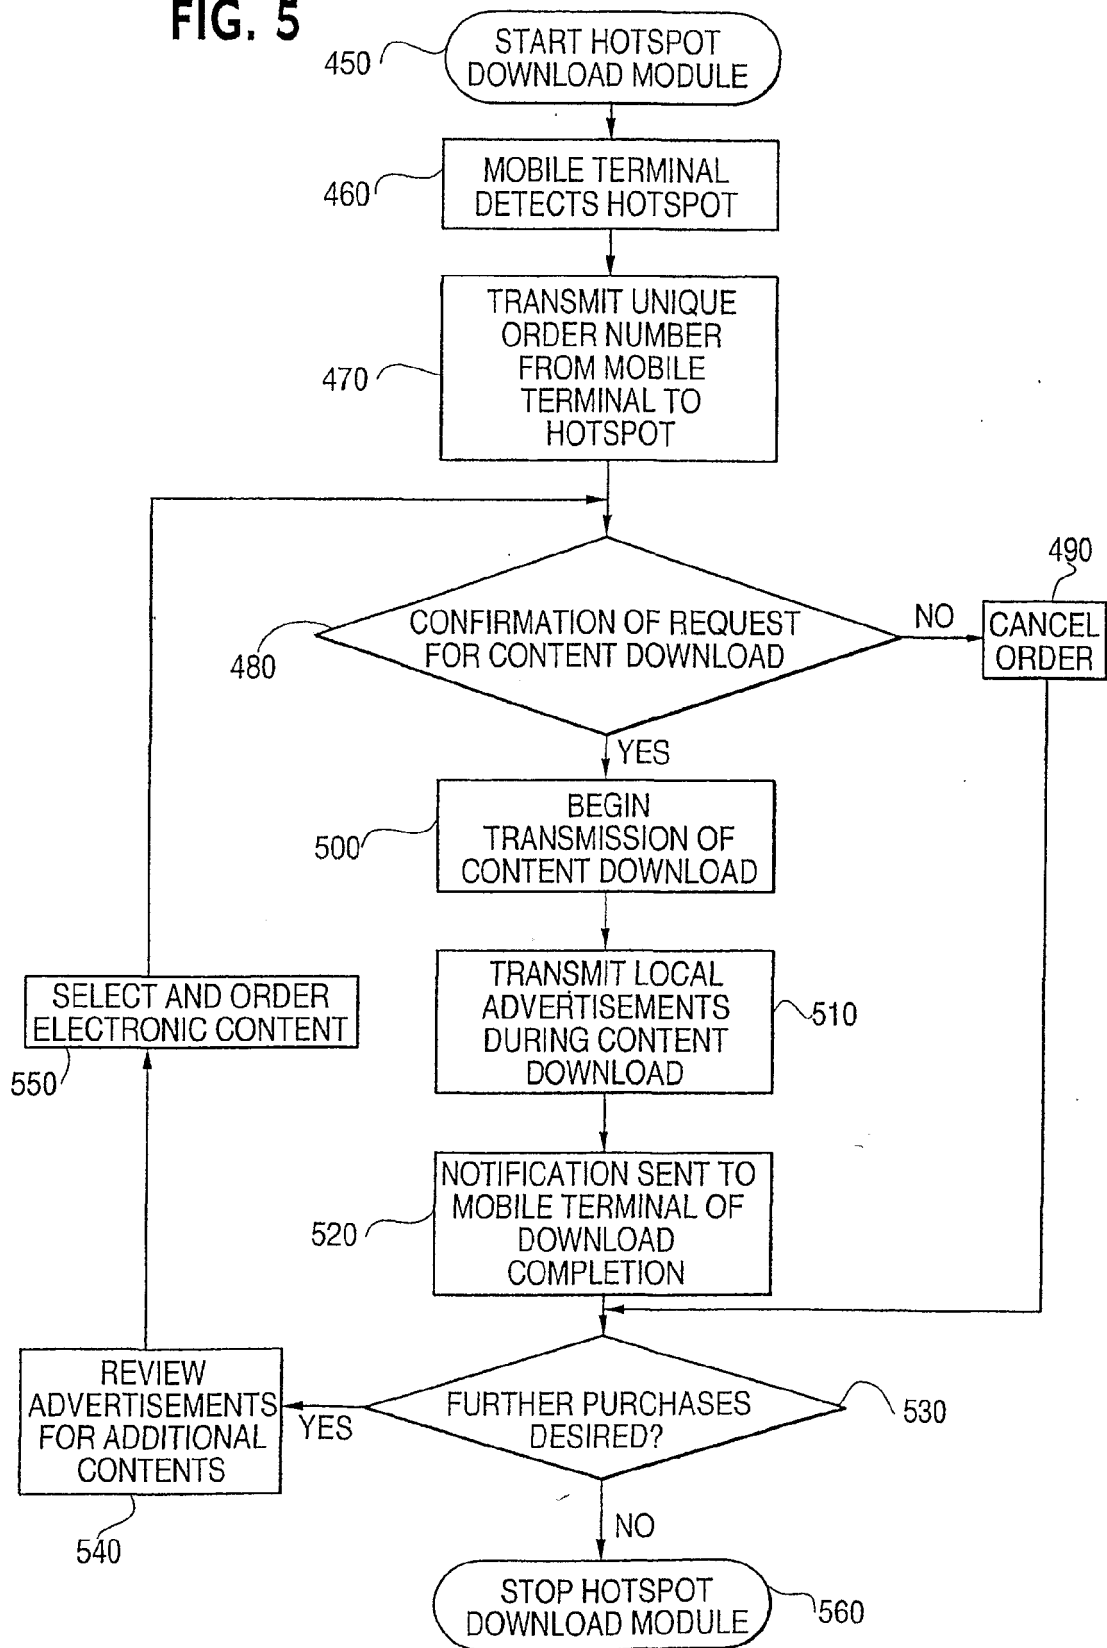 FIG. 5
450
START HOTSPOT
DOWNLOAD MODULE
460
MOBILE TERMINAL
DETECTS HOTSPOT
470
TRANSMIT UNIQUE
ORDER NUMBER
FROM MOBILE
TERMINAL TO
HOTSPOT
480
CONFIRMATION OF REQUEST
FOR CONTENT DOWNLOAD
NO
490
CANCEL
ORDER
YES
500
BEGIN
TRANSMISSION OF
CONTENT DOWNLOAD
TRANSMIT LOCAL
ADVERTISEMENTS
DURING CONTENT
DOWNLOAD
510
SELECT AND ORDER
ELECTRONIC CONTENT
550
520
NOTIFICATION SENT TO
MOBILE TERMINAL OF
DOWNLOAD
COMPLETION
FURTHER PURCHASES
DESIRED?
530
YES
REVIEW
ADVERTISEMENTS
FOR ADDITIONAL
CONTENTS
540
NO
STOP HOTSPOT
DOWNLOAD MODULE
560